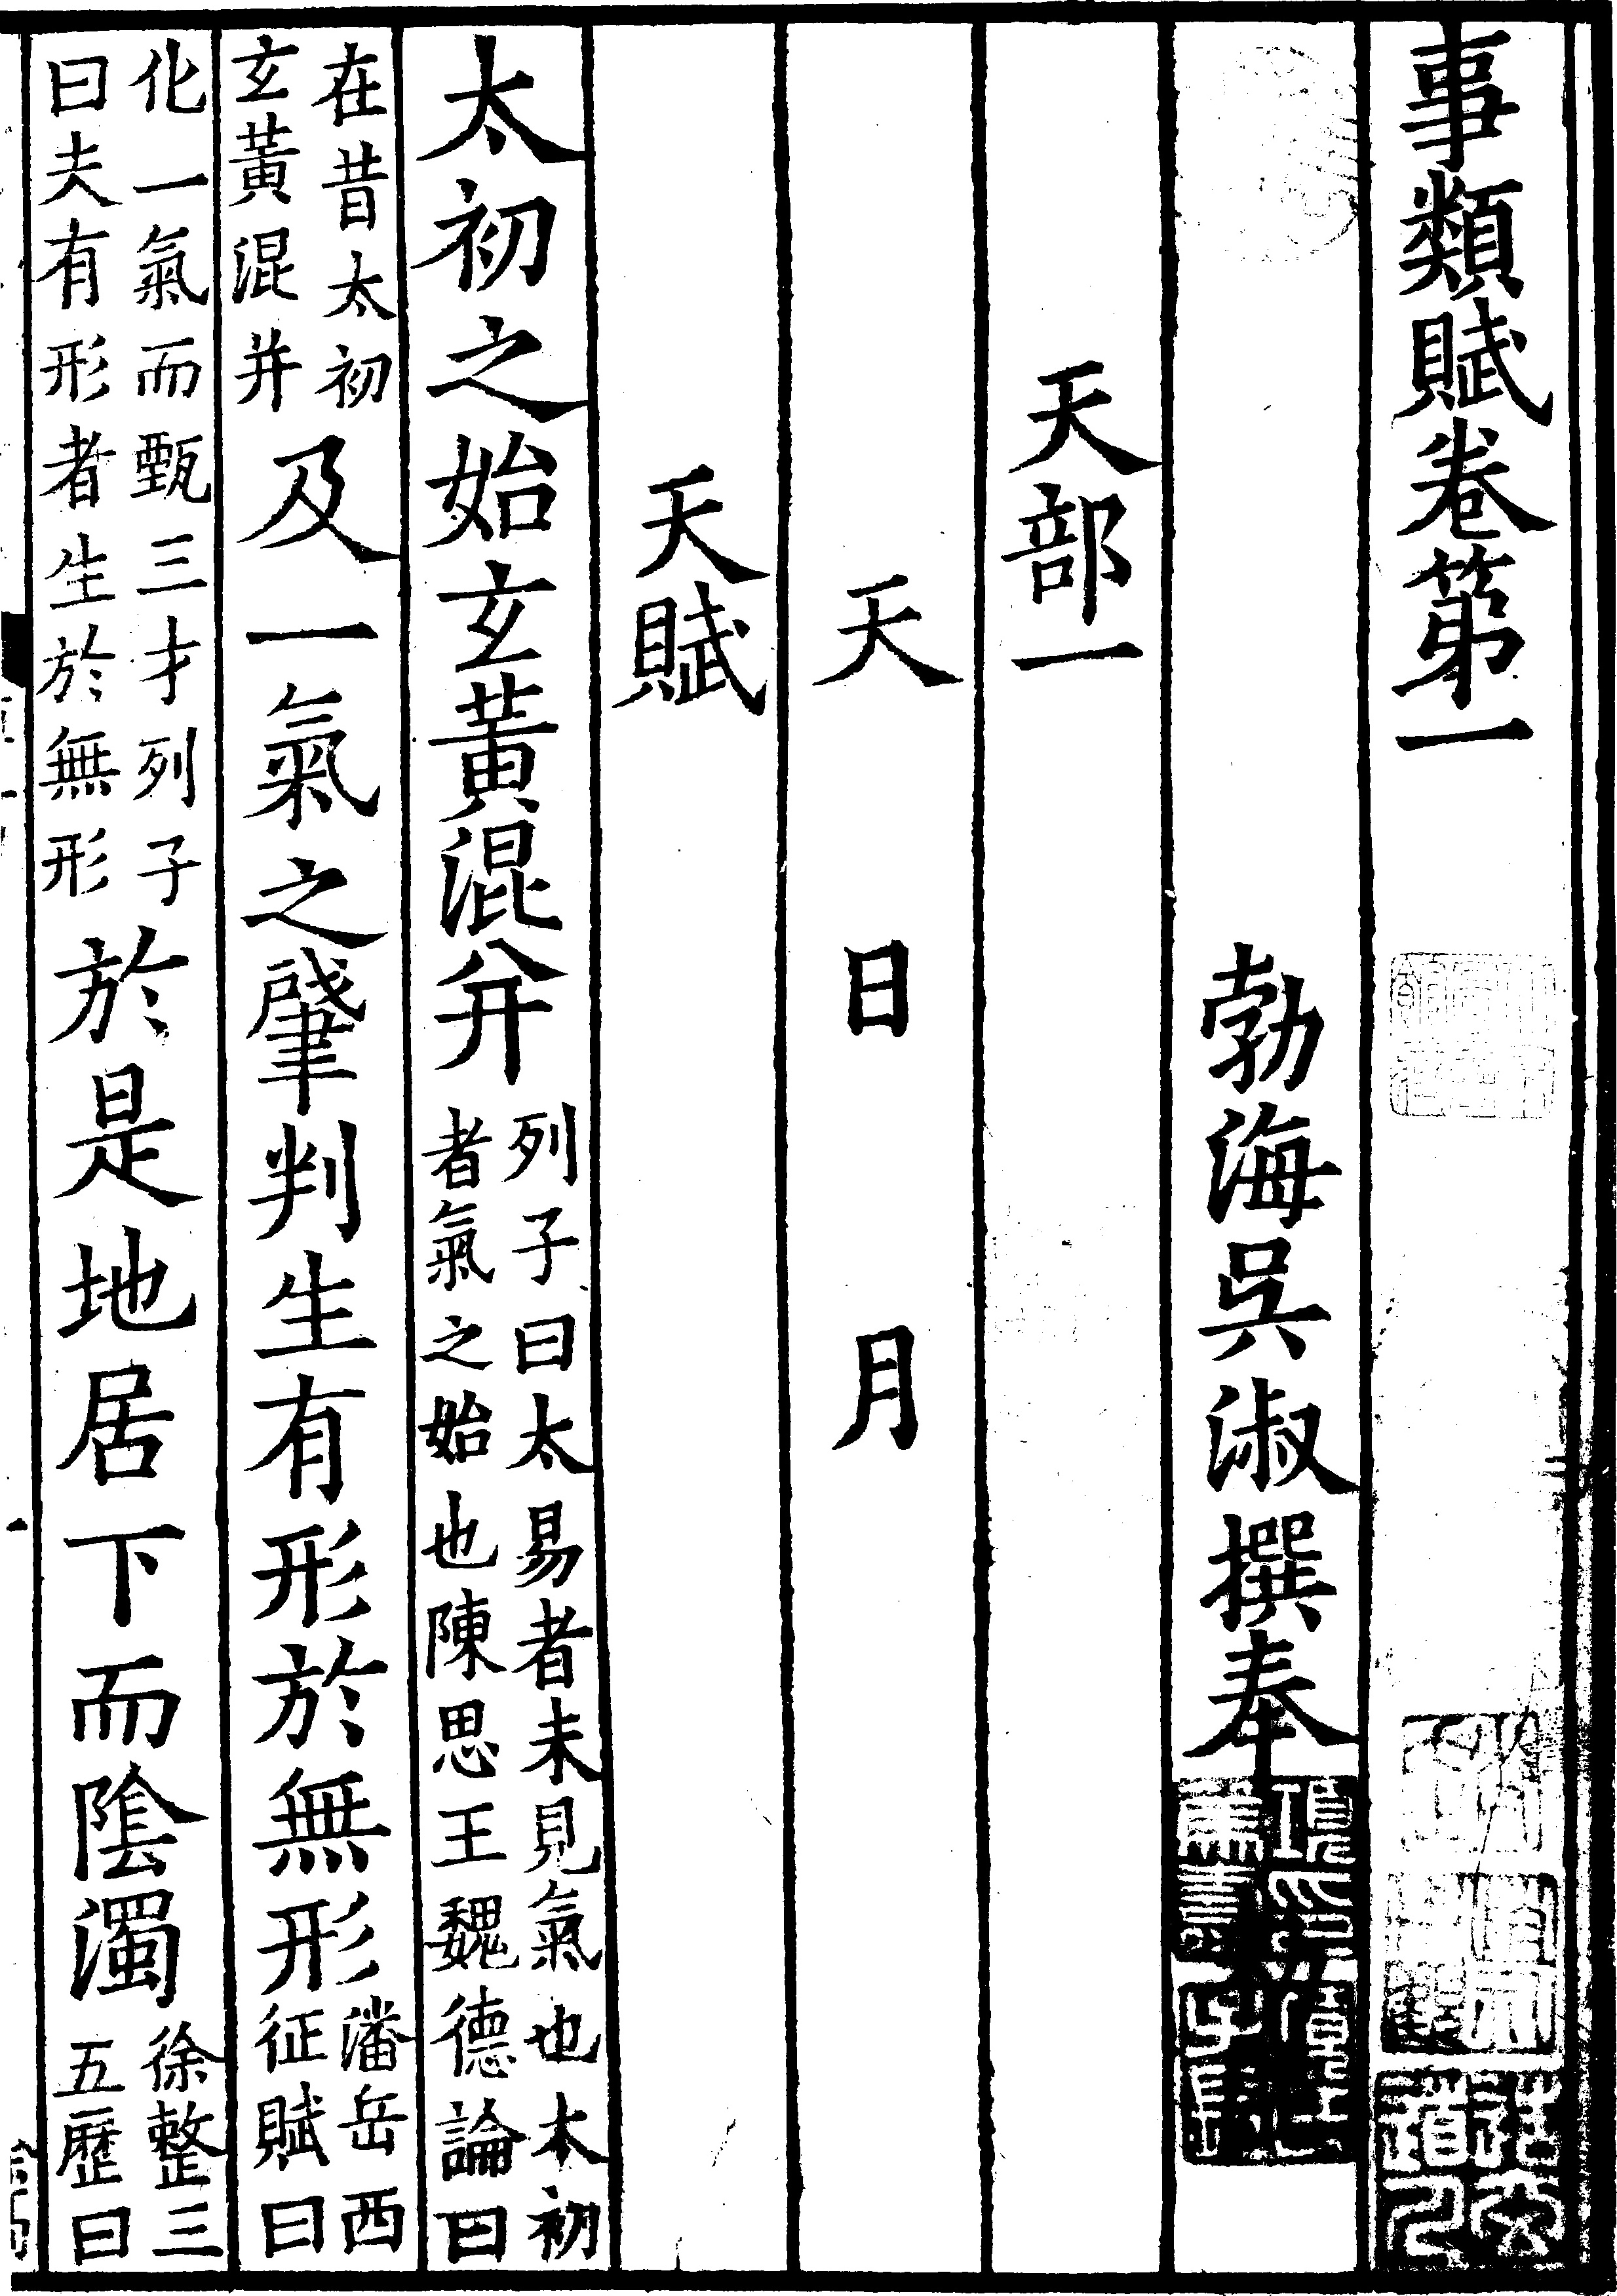 事類賦卷第一
勃海吳淑撰奉
天部一
天 日 月
天賦
太初之始玄黃混幷列子曰太易者未見氣也太初者氣之始也陳思王魏德論曰
在昔太初玄黃混并及一氣之肇判生有形於無形潘岳西征賦曰
化一氣而甄三才列子曰夫有形者生於無形於是地居下而陰濁徐整三五歷曰